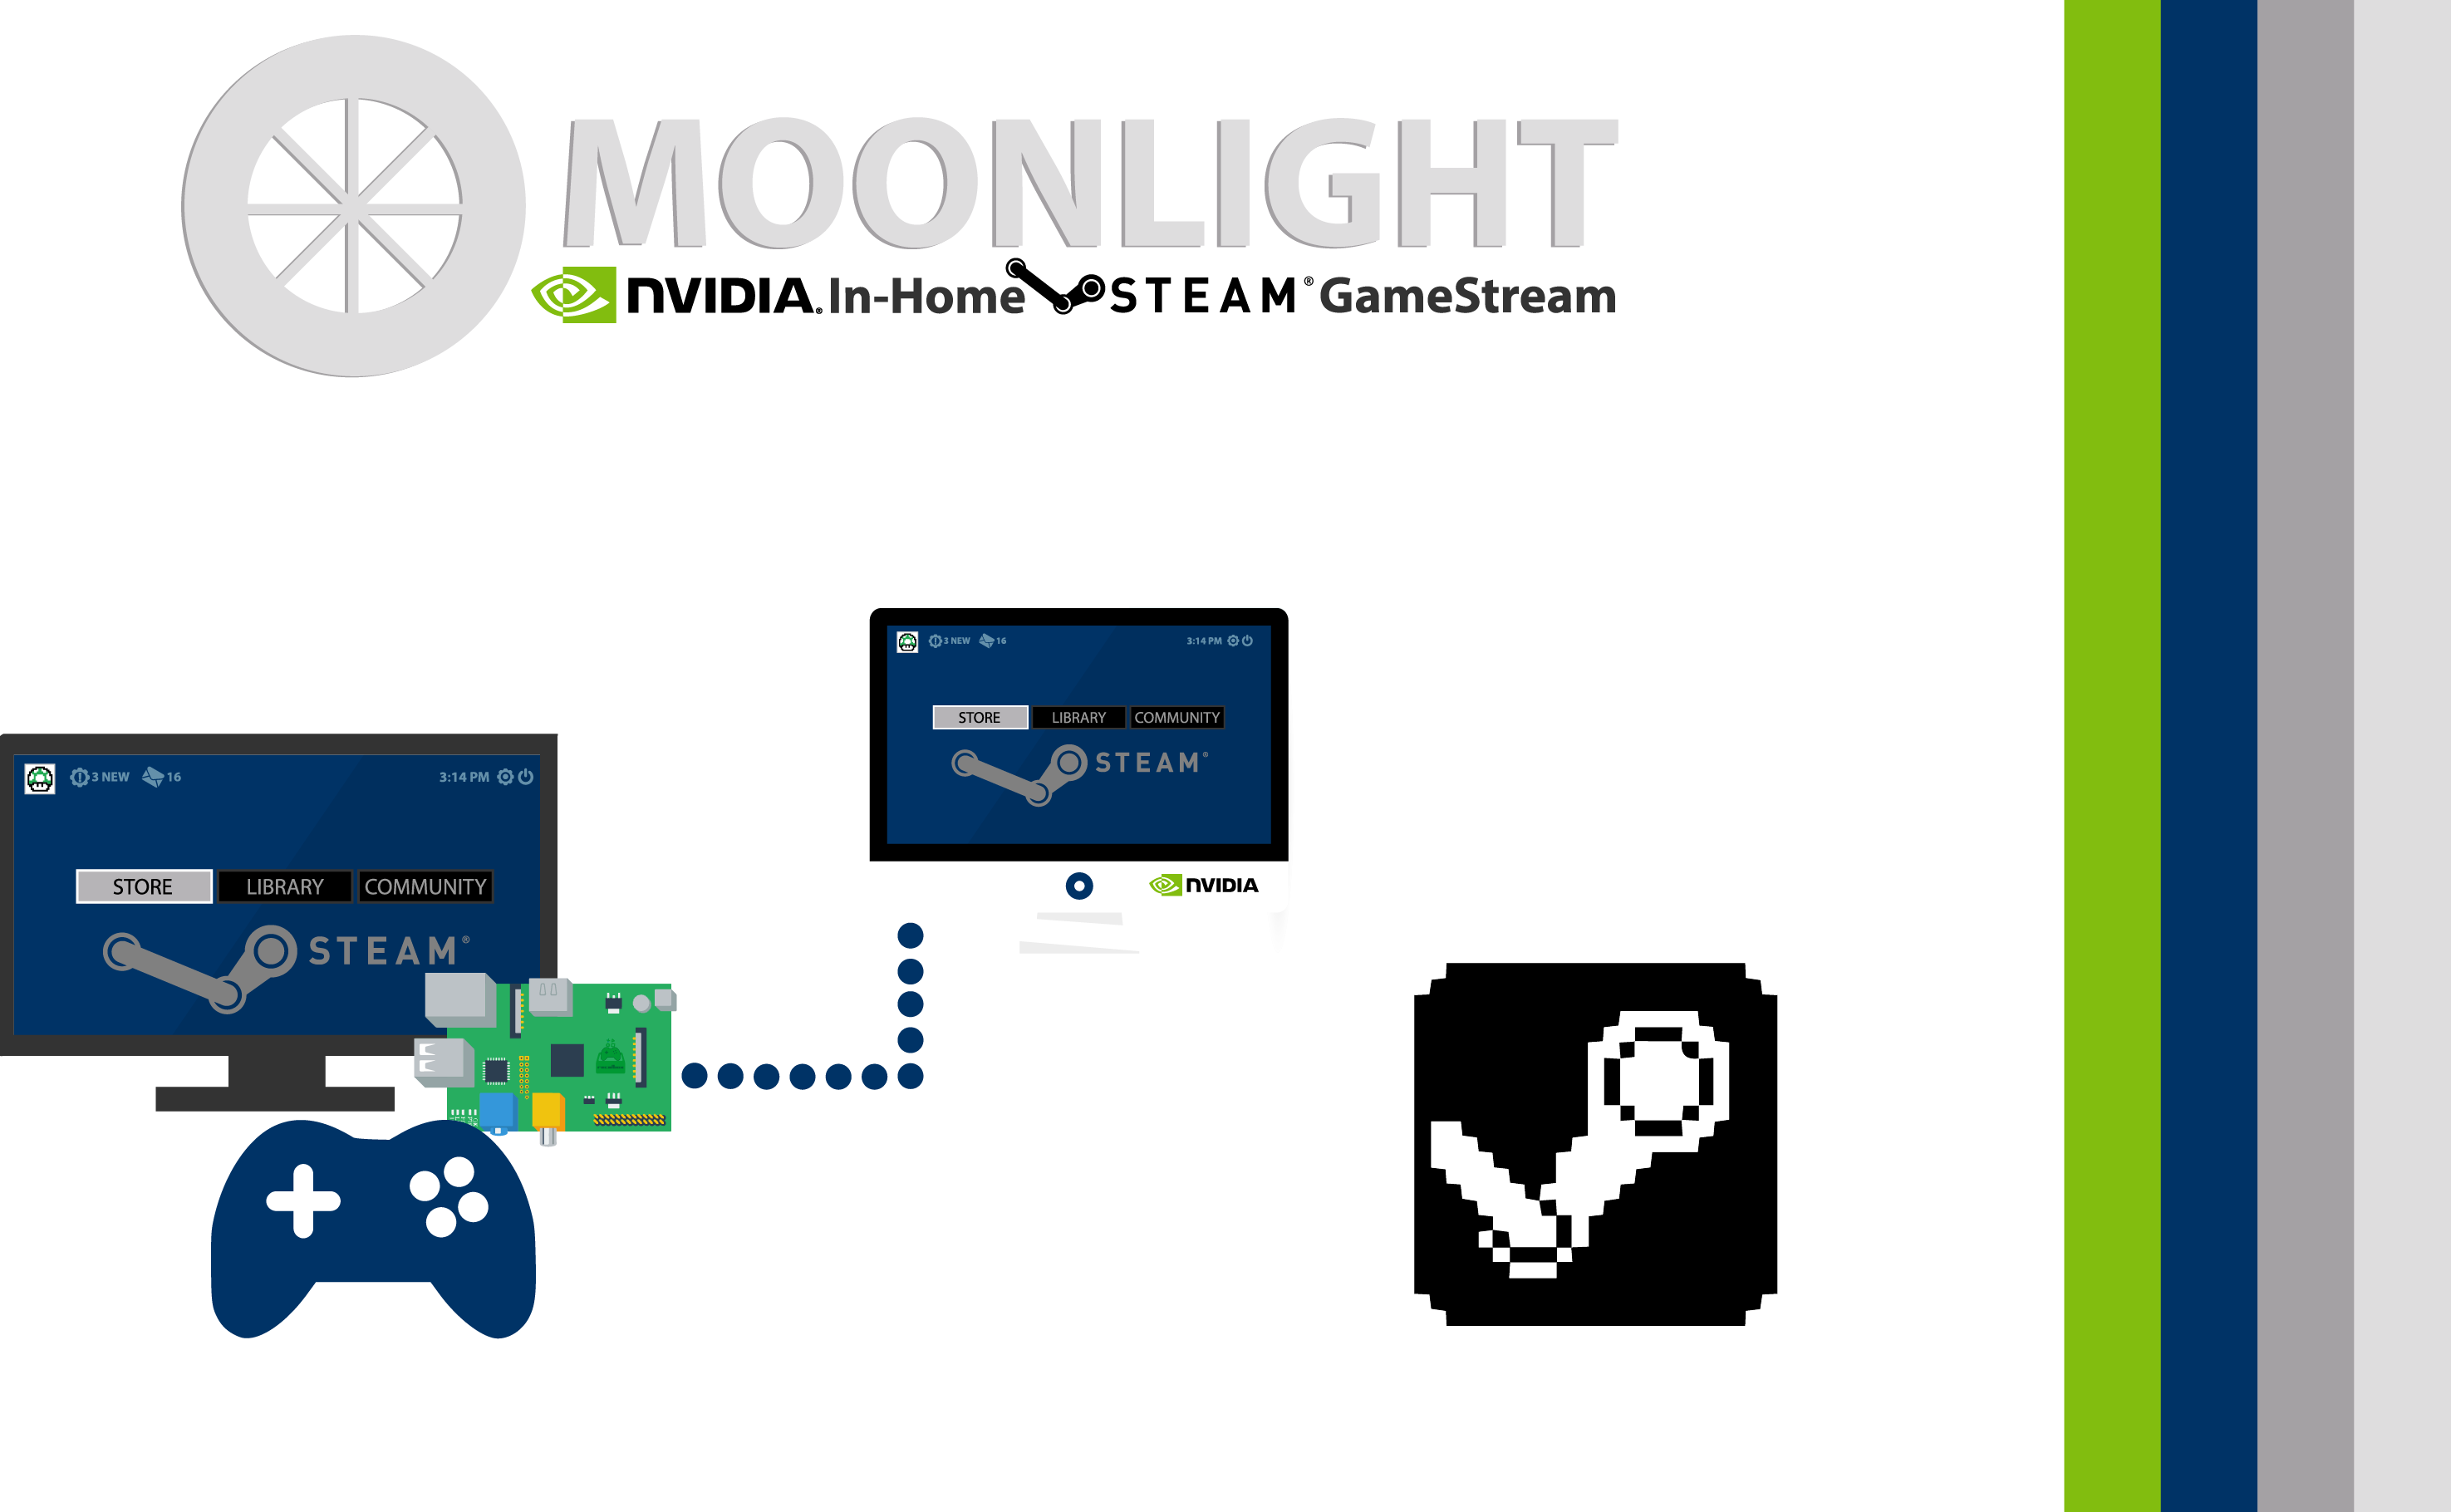 MOONLIGHT
NVIDIA. In-Home STEAM® GameStream
3 NEW 16 3:14 PM
STORE LIBRARY COMMUNITY
STEAM®
NVIDIA
3 NEW 16 3:14 PM
STORE LIBRARY COMMUNITY
STEAM®